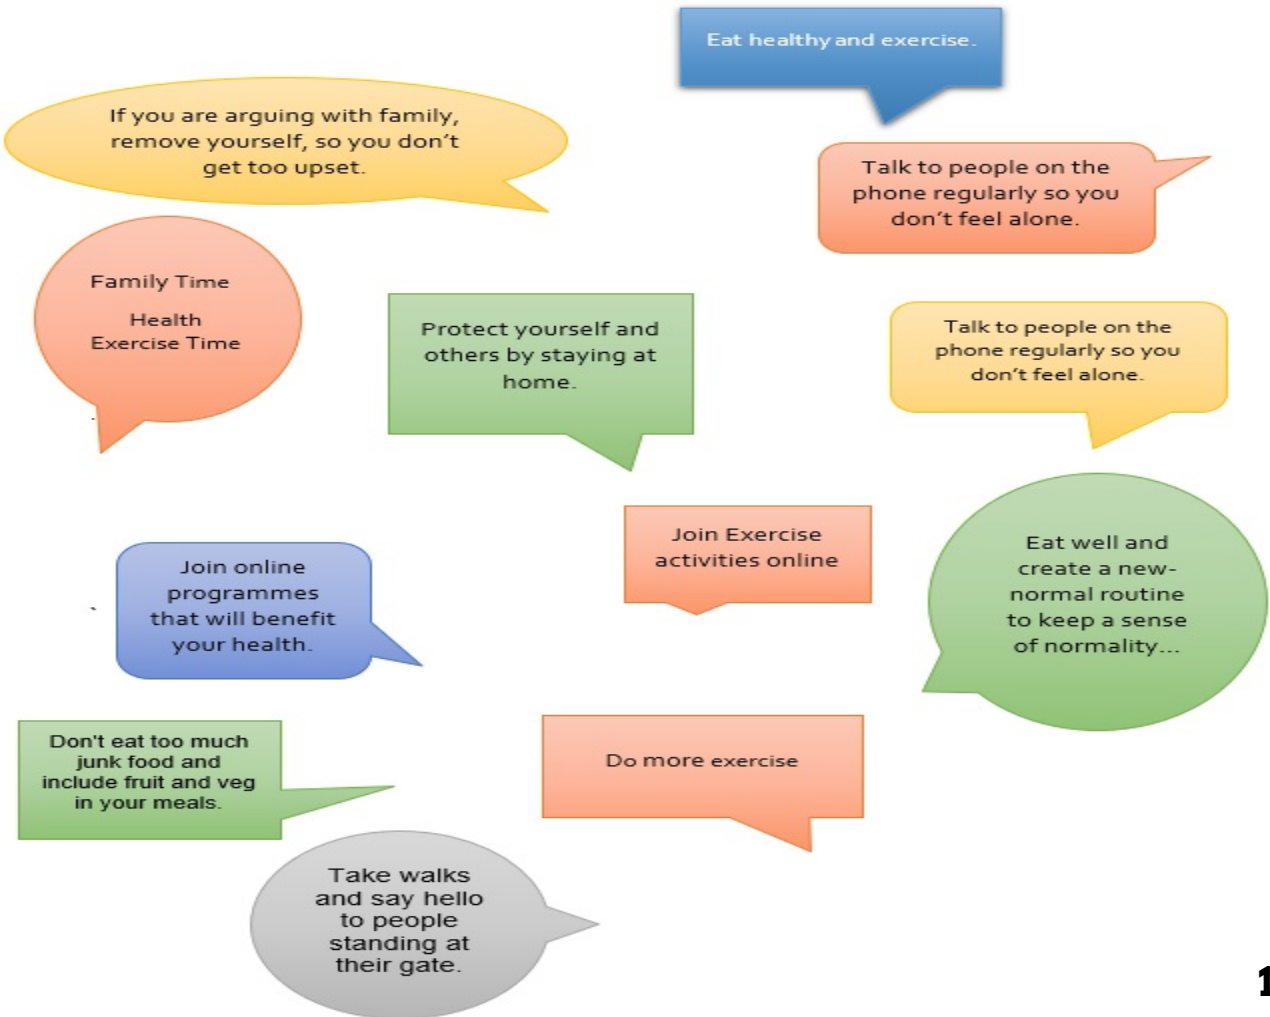 Eat healthy and exercise.
If you are arguing with family,
remove yourself, so you don't
get too upset.
Talk to people on the
phone regularly so you
don't feel alone.
Family Time
Health
Exercise Time
Protect yourself and
others by staying at
home.
Talk to people on the
phone regularly so you
don't feel alone.
Join Exercise
activities online
Eat well and
create a new-
normal routine
to keep a sense
of normality...
Join online
programmes
that will benefit
your health.
Don't eat too much
junk food and
include fruit and veg
in your meals.
Do more exercise
Take walks
and say hello
to people
standing at
their gate.
1